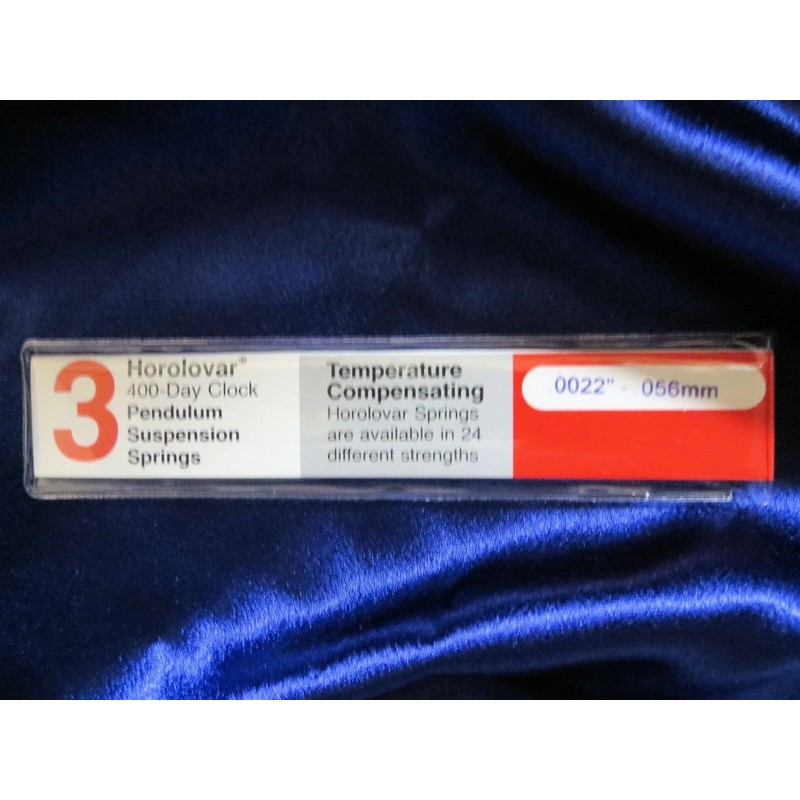 3
Horolovar®
400-Day Clock
Pendulum
Suspension
Springs
Temperature
Compensating
Horolovar Springs
are available in 24
different strengths
0022" - 056mm